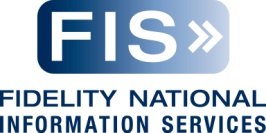 FIS»
FIDELITY NATIONAL
INFORMATION SERVICES